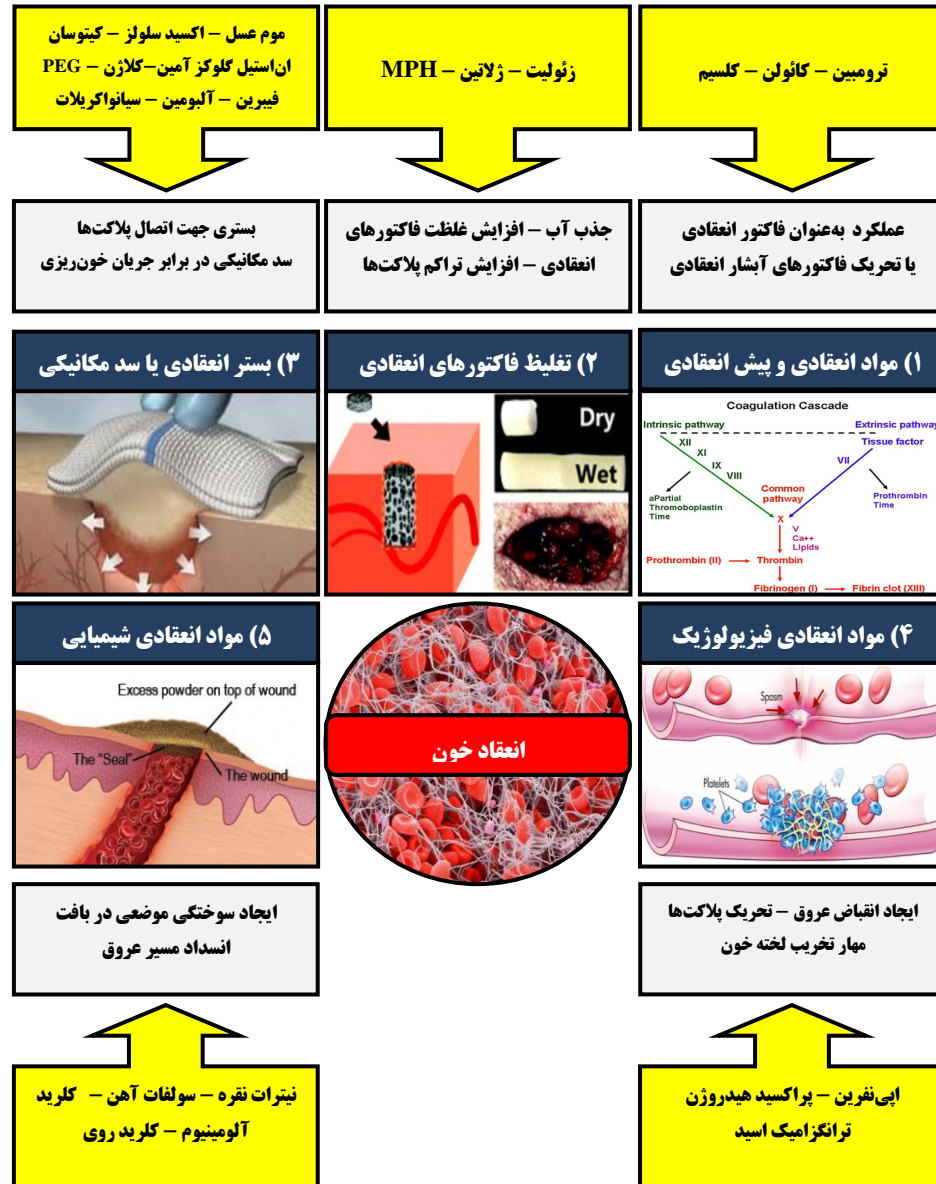 ترومبین – کائولن – کلسیم
زئولیت – ژلاتین – MPH
موم عسل – اکسید سلولز – کیتوسان
ان‌استیل گلوکز آمین–کلاژن – PEG
فیبرین – آلبومین – سیانواکریلات
عملکرد به‌عنوان فاکتور انعقادی
یا تحریک فاکتورهای آبشار انعقادی
جذب آب – افزایش غلظت فاکتورهای
انعقادی – افزایش تراکم پلاکت‌ها
بستری جهت اتصال پلاکت‌ها
سد مکانیکی در برابر جریان خون‌ریزی
۱) مواد انعقادی و پیش انعقادی
Coagulation Cascade
Intrinsic pathway
Extrinsic pathway
Tissue factor
XII
XI
IX
VIII
VII
aPartial
Thromoboplastin
Time
Common
pathway
Prothrombin
Time
X
V
Ca++
Lipids
Prothrombin (II)
Thrombin
Fibrinogen (I)
Fibrin clot (XIII)
۲) تغلیظ فاکتورهای انعقادی
Dry
Wet
۳) بستر انعقادی یا سد مکانیکی
۴) مواد انعقادی فیزیولوژیک
Spasm
Platelets
انعقاد خون
۵) مواد انعقادی شیمیایی
Excess powder on top of wound
The "Seal"
The wound
ایجاد انقباض عروق – تحریک پلاکت‌ها
مهار تخریب لخته خون
ایجاد سوختگی موضعی در بافت
انسداد مسیر عروق
اپی‌نفرین – پراکسید هیدروژن
ترانگزامیک اسید
نیترات نقره – سولفات آهن – کلرید
آلومینیوم – کلرید روی